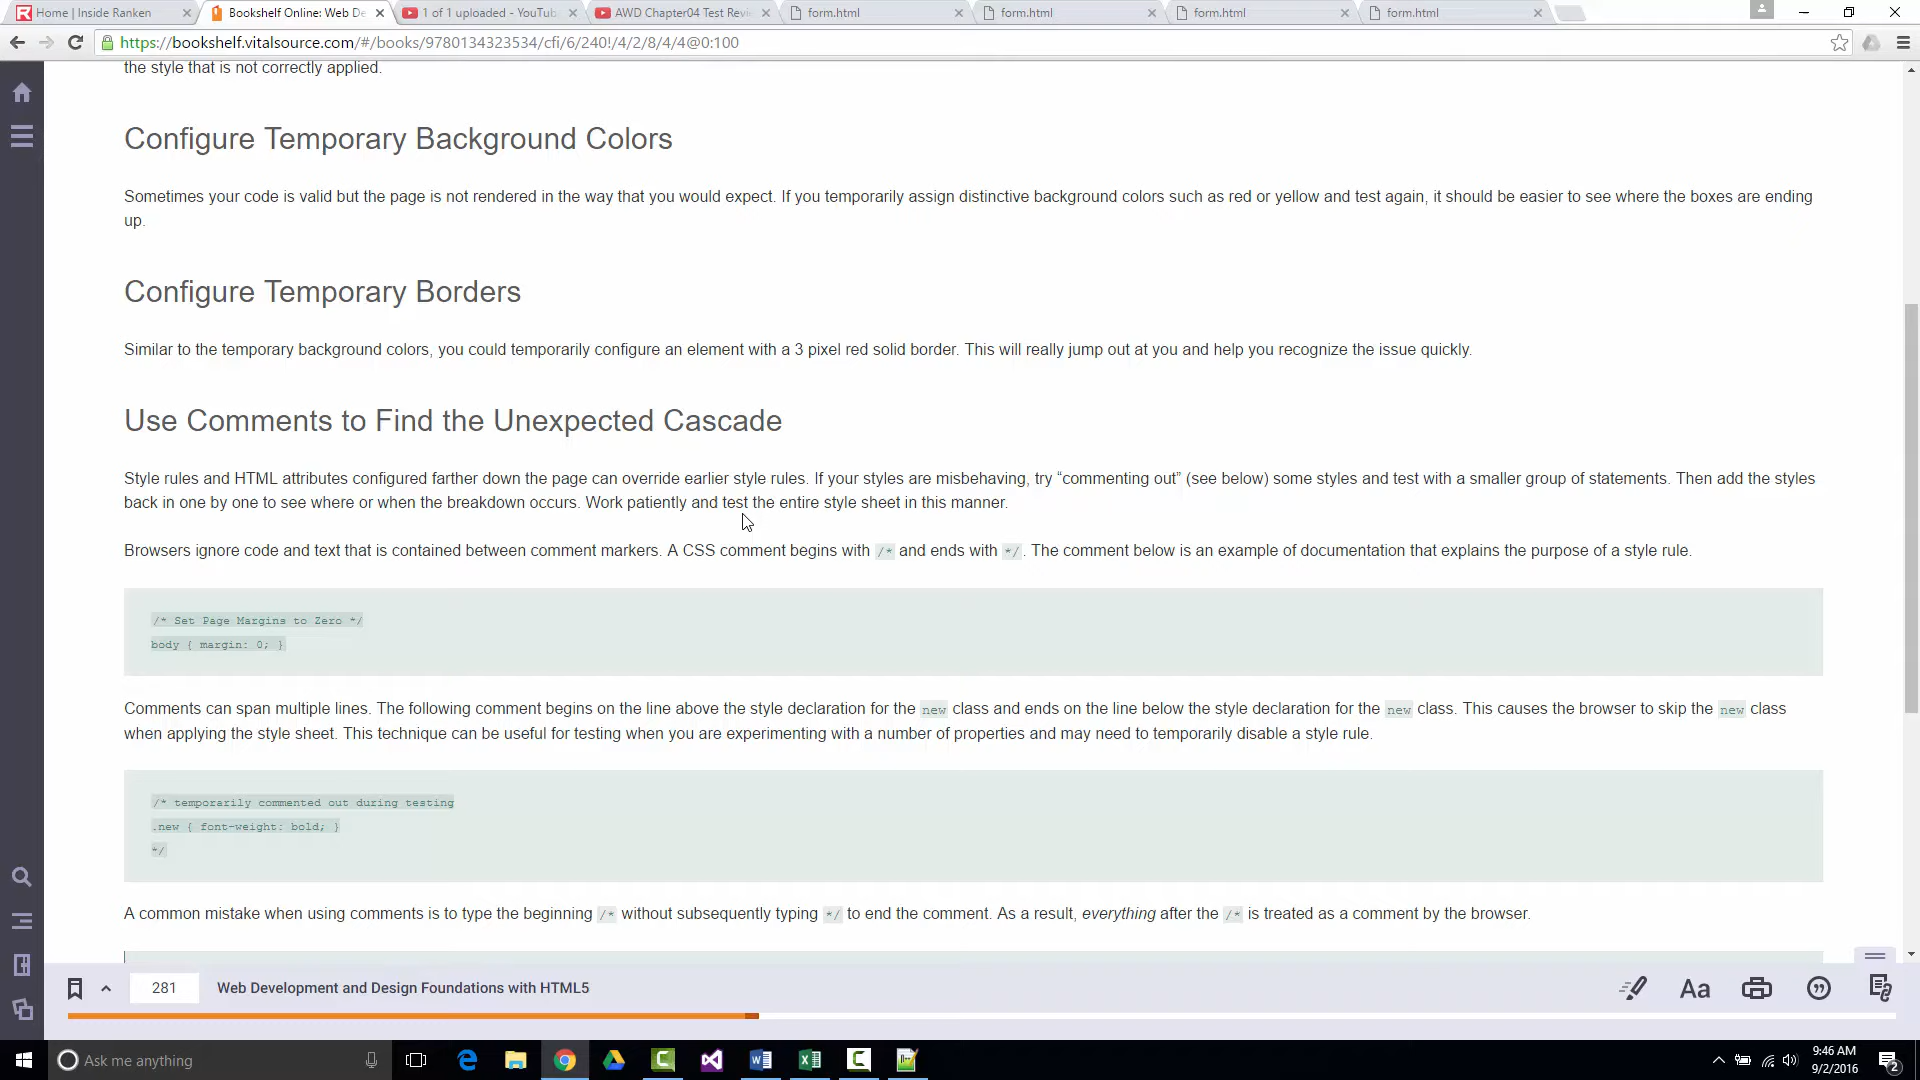 Home | Inside Ranken
Bookshelf Online: Web De
1 of 1 uploaded - YouTub
AWD Chapter04 Test Revie
form.html
form.html
form.html
form.html
https://bookshelf.vitalsource.com/#/books/9780134323534/cfi/6/240!/4/2/8/4/4@0:100
the style that is not correctly applied.
Configure Temporary Background Colors
Sometimes your code is valid but the page is not rendered in the way that you would expect. If you temporarily assign distinctive background colors such as red or yellow and test again, it should be easier to see where the boxes are ending
up.
Configure Temporary Borders
Similar to the temporary background colors, you could temporarily configure an element with a 3 pixel red solid border. This will really jump out at you and help you recognize the issue quickly.
Use Comments to Find the Unexpected Cascade
Style rules and HTML attributes configured farther down the page can override earlier style rules. If your styles are misbehaving, try “commenting out” (see below) some styles and test with a smaller group of statements. Then add the styles
back in one by one to see where or when the breakdown occurs. Work patiently and test the entire style sheet in this manner.
Browsers ignore code and text that is contained between comment markers. A CSS comment begins with /* and ends with */. The comment below is an example of documentation that explains the purpose of a style rule.
/* Set Page Margins to Zero */
body { margin: 0; }
Comments can span multiple lines. The following comment begins on the line above the style declaration for the new class and ends on the line below the style declaration for the new class. This causes the browser to skip the new class
when applying the style sheet. This technique can be useful for testing when you are experimenting with a number of properties and may need to temporarily disable a style rule.
/* temporarily commented out during testing
.new { font-weight: bold; }
*/
A common mistake when using comments is to type the beginning /* without subsequently typing */ to end the comment. As a result, everything after the /* is treated as a comment by the browser.
281
Web Development and Design Foundations with HTML5
Aa
Ask me anything
9:46 AM
9/2/2016
2